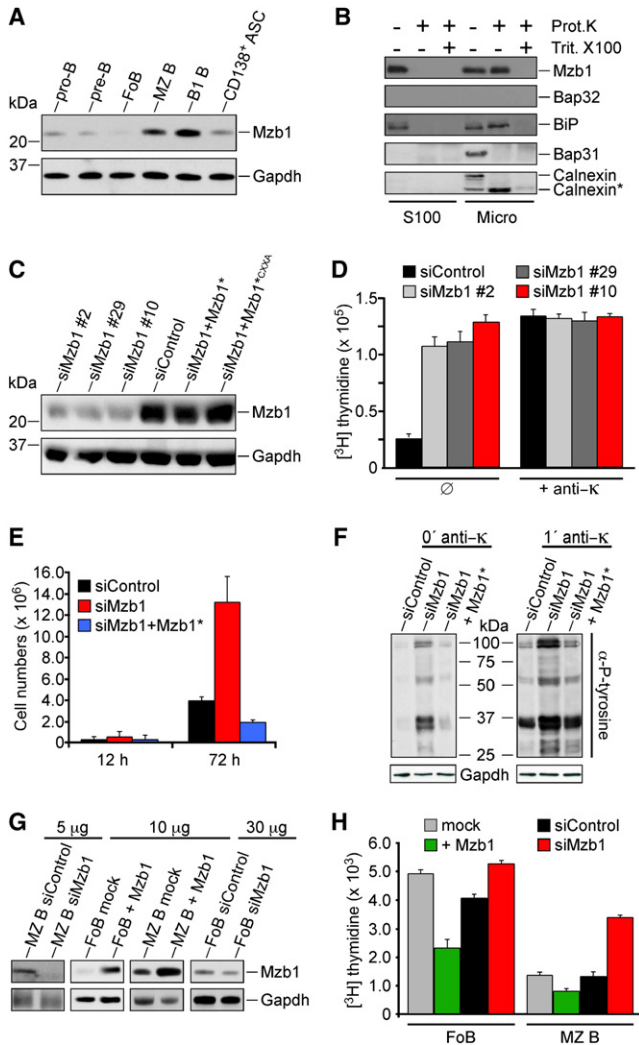 A
pro-B
pre-B
FoB
MZ B
B1 B
CD138+ ASC
kDa
20
Mzb1
37
Gapdh
B
- + + - + + Prot.K
- - + - - + Trit. X100
Mzb1
Bap32
BiP
Bap31
Calnexin
Calnexin*
S100 Micro
C
siMzb1 #2
siMzb1 #29
siMzb1 #10
siControl
siMzb1+Mzb1*
siMzb1+Mzb1*CXXA
kDa
20
Mzb1
37
Gapdh
D
siControl siMzb1 #29
siMzb1 #2 siMzb1 #10
[³H] thymidine (x 10⁵)
1.5
1.0
0.5
0
∅ + anti-κ
E
siControl
siMzb1
siMzb1+Mzb1*
Cell numbers (x 10⁶)
16.0
14.0
12.0
10.0
8.0
6.0
4.0
2.0
0
12 h 72 h
F
0´ anti-κ 1´ anti-κ
siControl
siMzb1
siMzb1 + Mzb1*
siControl
siMzb1
siMzb1 + Mzb1*
kDa
100
75
50
37
25
α-P-tyrosine
Gapdh
G
5 µg 10 µg 30 µg
MZ B siControl
MZ B siMzb1
FoB mock
FoB + Mzb1
MZ B mock
MZ B + Mzb1
FoB siControl
FoB siMzb1
Mzb1
Gapdh
H
mock siControl
+ Mzb1 siMzb1
[³H] thymidine (x 10³)
6.0
5.0
4.0
3.0
2.0
1.0
0
FoB MZ B